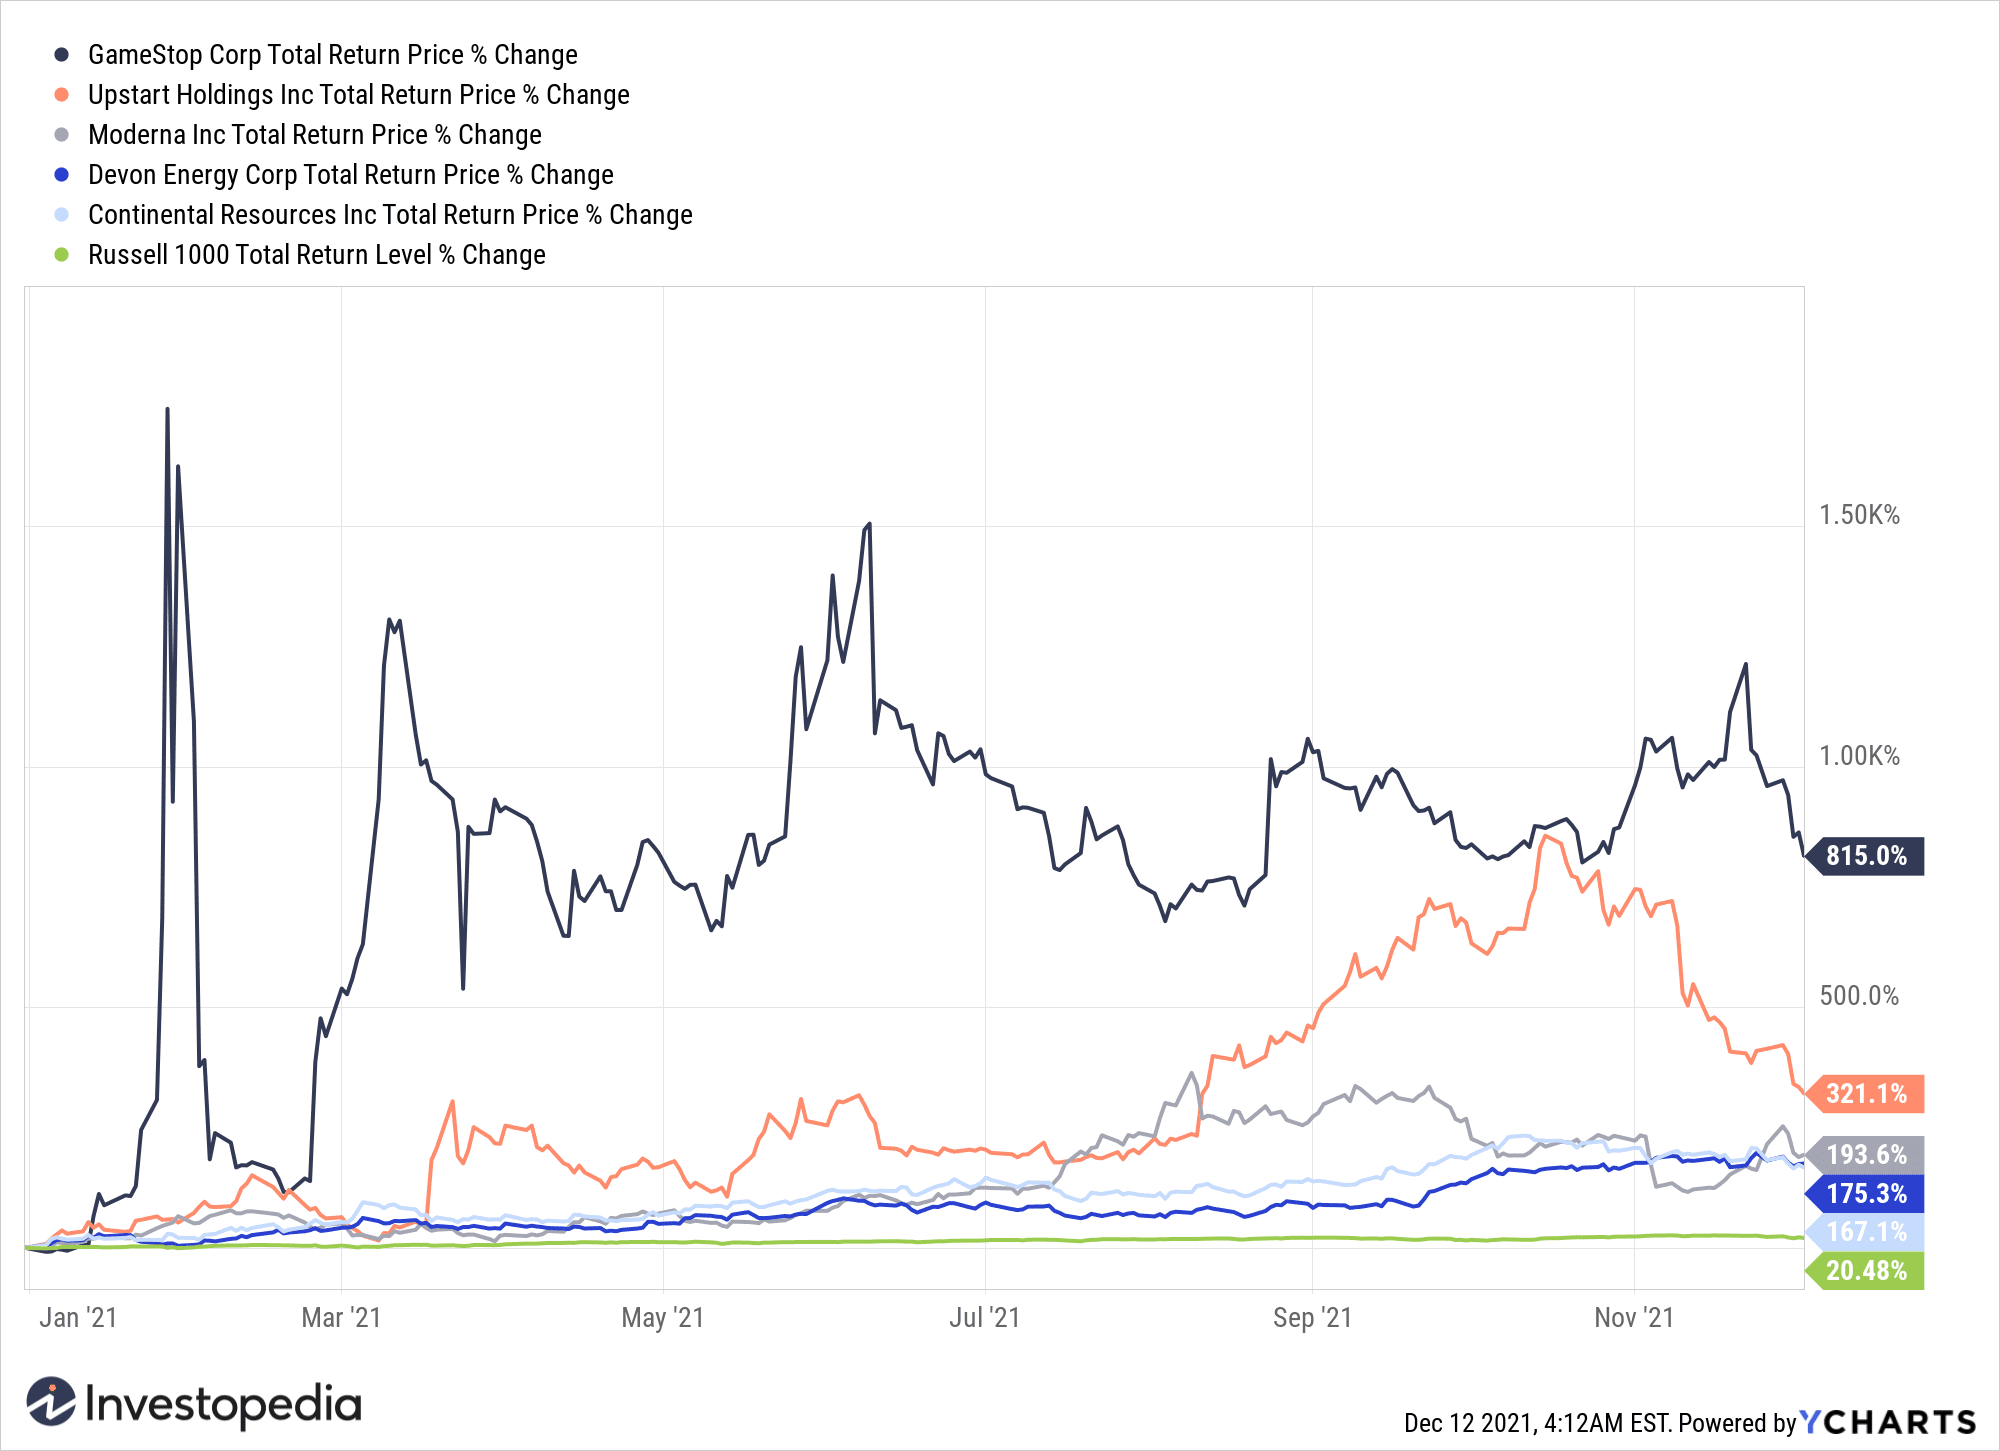 GameStop Corp Total Return Price % Change
Upstart Holdings Inc Total Return Price % Change
Moderna Inc Total Return Price % Change
Devon Energy Corp Total Return Price % Change
Continental Resources Inc Total Return Price % Change
Russell 1000 Total Return Level % Change
1.50K%
1.00K%
815.0%
500.0%
321.1%
193.6%
175.3%
167.1%
20.48%
Jan '21 Mar '21 May '21 Jul '21 Sep '21 Nov '21
Investopedia
Dec 12 2021, 4:12AM EST. Powered by YCHARTS